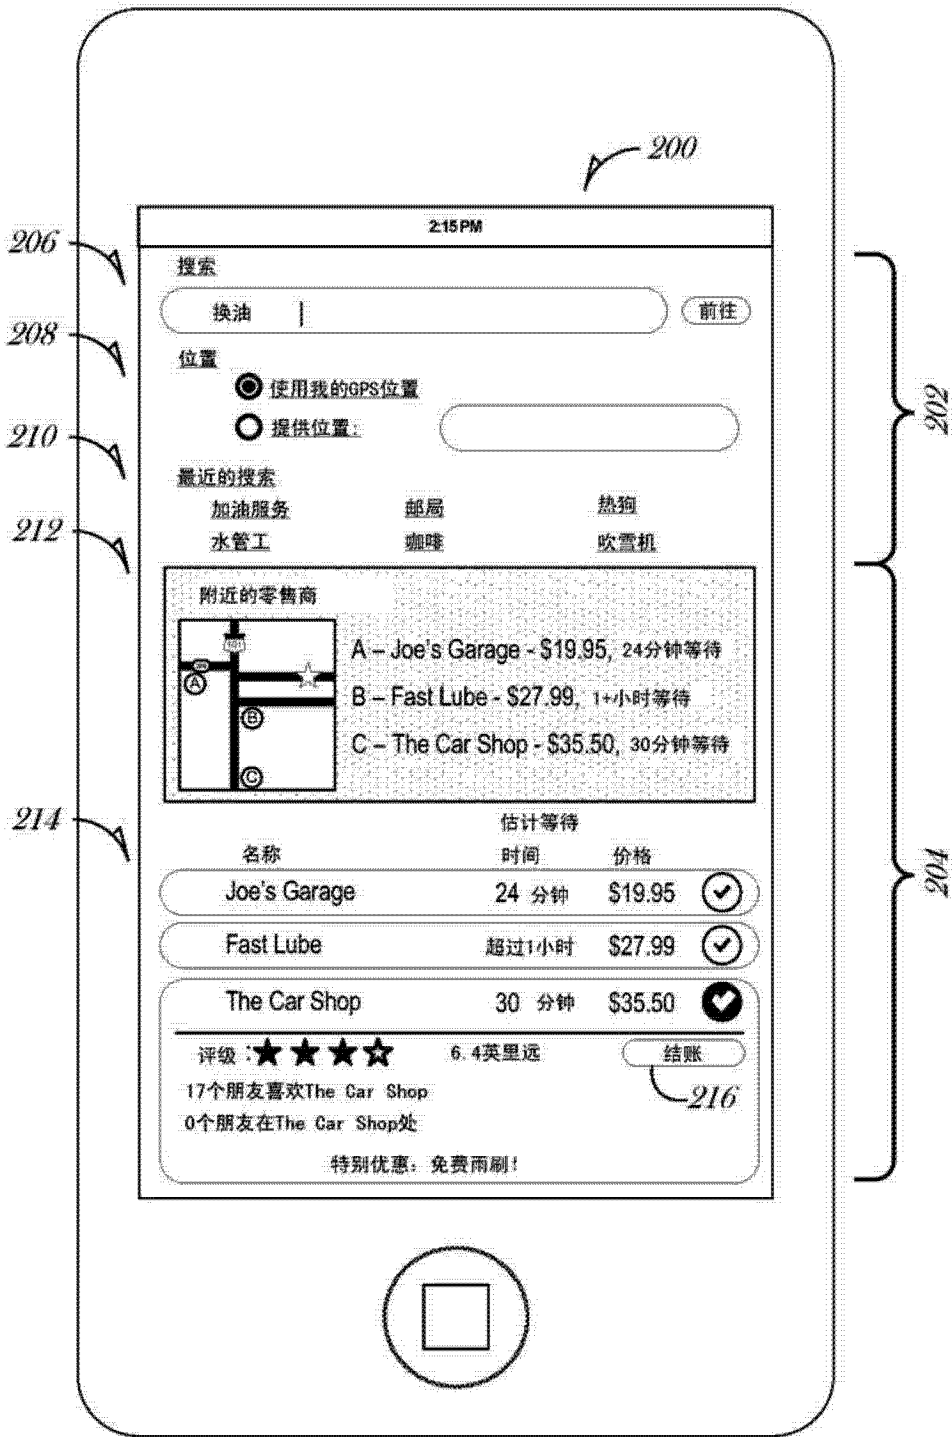 200
2:15PM
206
搜索
换油
前往
208
位置
使用我的GPS位置
提供位置:
202
210
最近的搜索
加油服务 邮局 热狗
水管工 咖啡 吹雪机
212
附近的零售商
A – Joe's Garage - $19.95, 24分钟等待
B – Fast Lube - $27.99, 1+小时等待
C – The Car Shop - $35.50, 30分钟等待
A
B
C
214
估计等待
名称 时间 价格
Joe's Garage 24 分钟 $19.95
Fast Lube 超过1小时 $27.99
The Car Shop 30 分钟 $35.50
204
评级: 6.4英里远 结账
17个朋友喜欢The Car Shop
216
0个朋友在The Car Shop处
特别优惠: 免费雨刷!